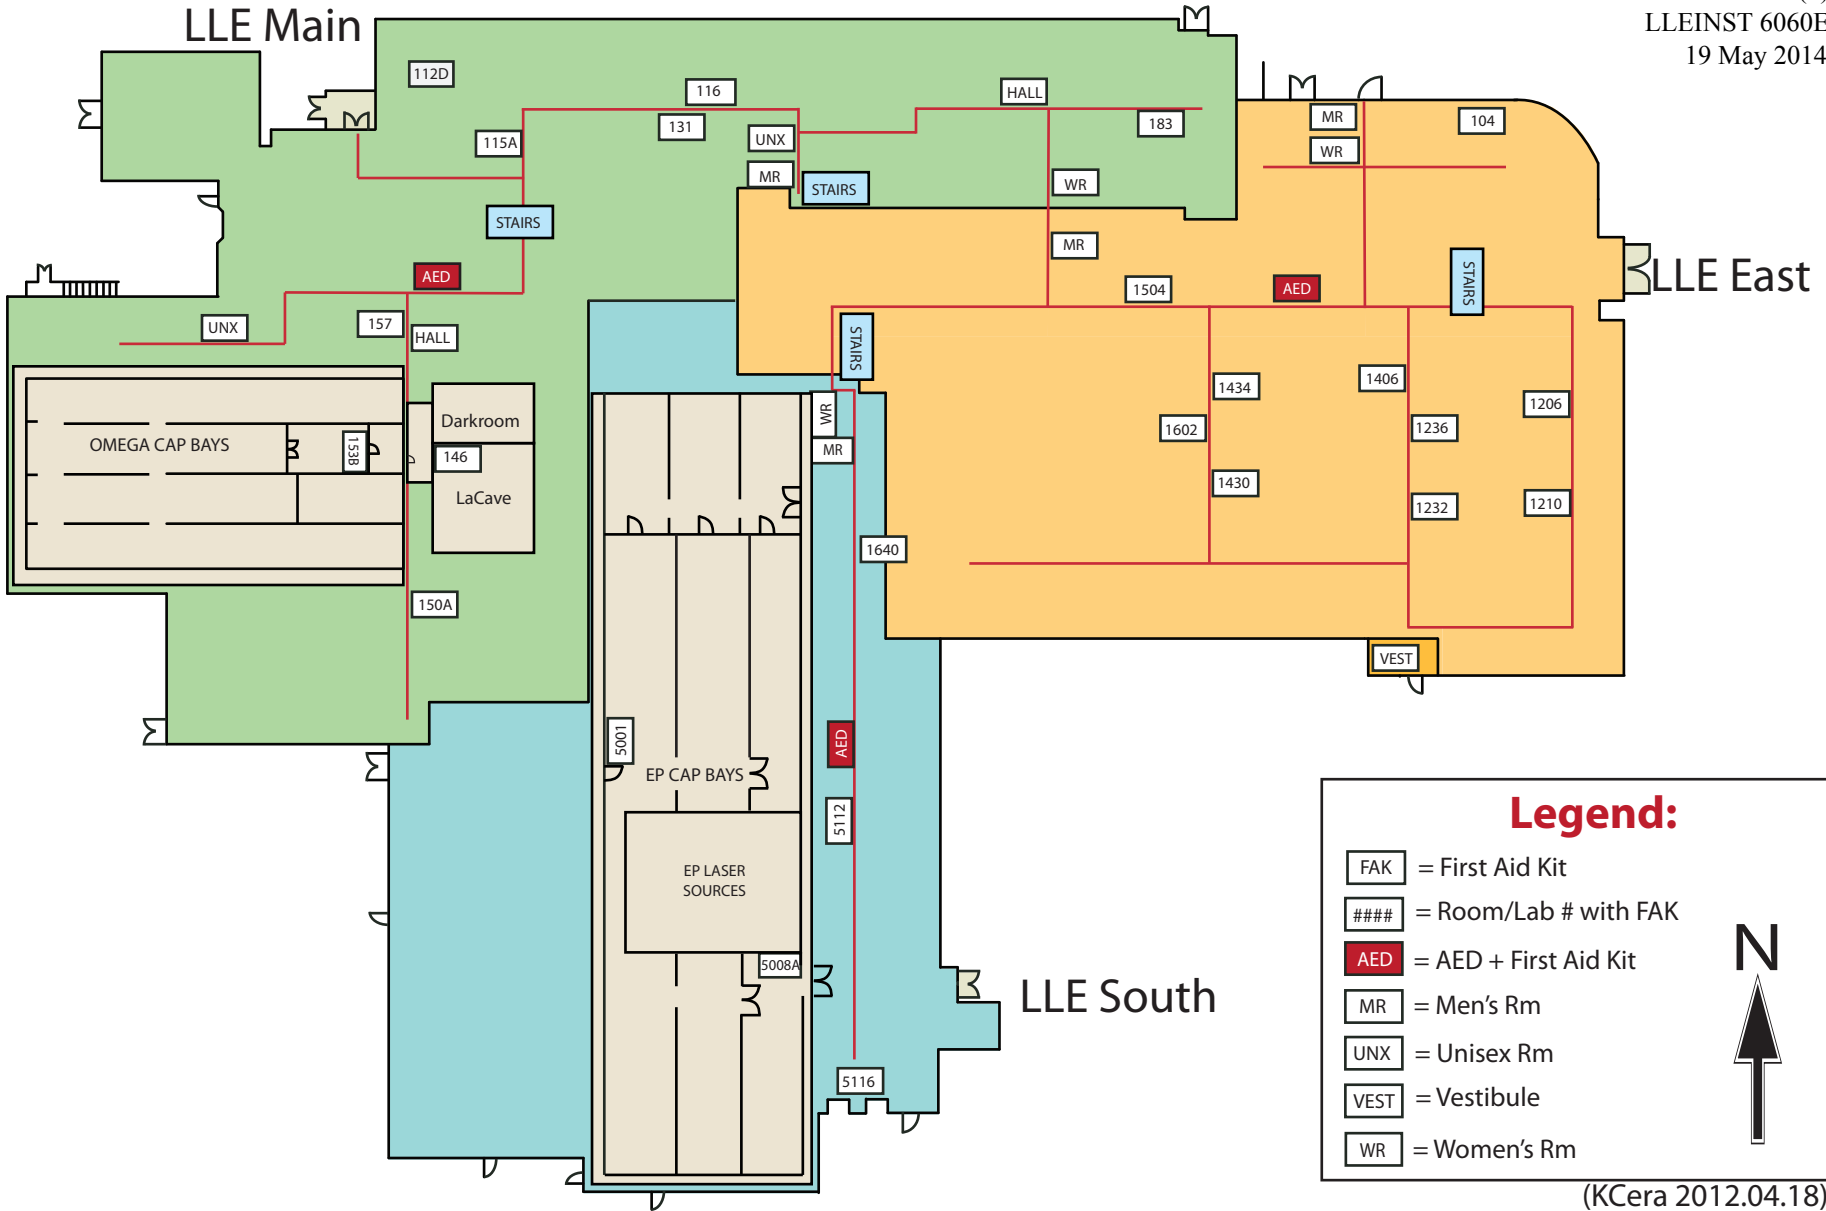 LLE Main
LLEINST 6060E
19 May 2014
112D
116
HALL
131
183
115A
UNX
MR
STAIRS
WR
MR
WR
104
STAIRS
MR
AED
1504
AED
STAIRS
LLE East
UNX
157
HALL
STAIRS
1434
1406
1206
WR
MR
1602
1236
Darkroom
OMEGA CAP BAYS
153B
146
LaCave
1430
1232
1210
1640
150A
VEST
5001
AED
EP CAP BAYS
5112
EP LASER
SOURCES
5008A
LLE South
5116
Legend:
FAK = First Aid Kit
#### = Room/Lab # with FAK
AED = AED + First Aid Kit
MR = Men's Rm
UNX = Unisex Rm
VEST = Vestibule
WR = Women's Rm
N
(KCera 2012.04.18)